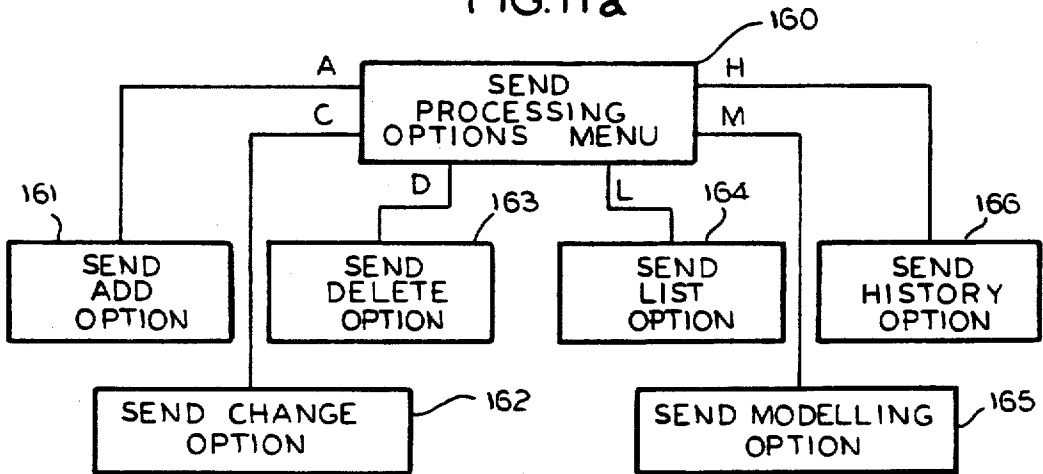 FIG. 11a
160
A
H
SEND
PROCESSING
OPTIONS MENU
C
M
D
L
161
163
164
166
SEND
ADD
OPTION
SEND
DELETE
OPTION
SEND
LIST
OPTION
SEND
HISTORY
OPTION
SEND CHANGE
OPTION
162
SEND MODELLING
OPTION
165